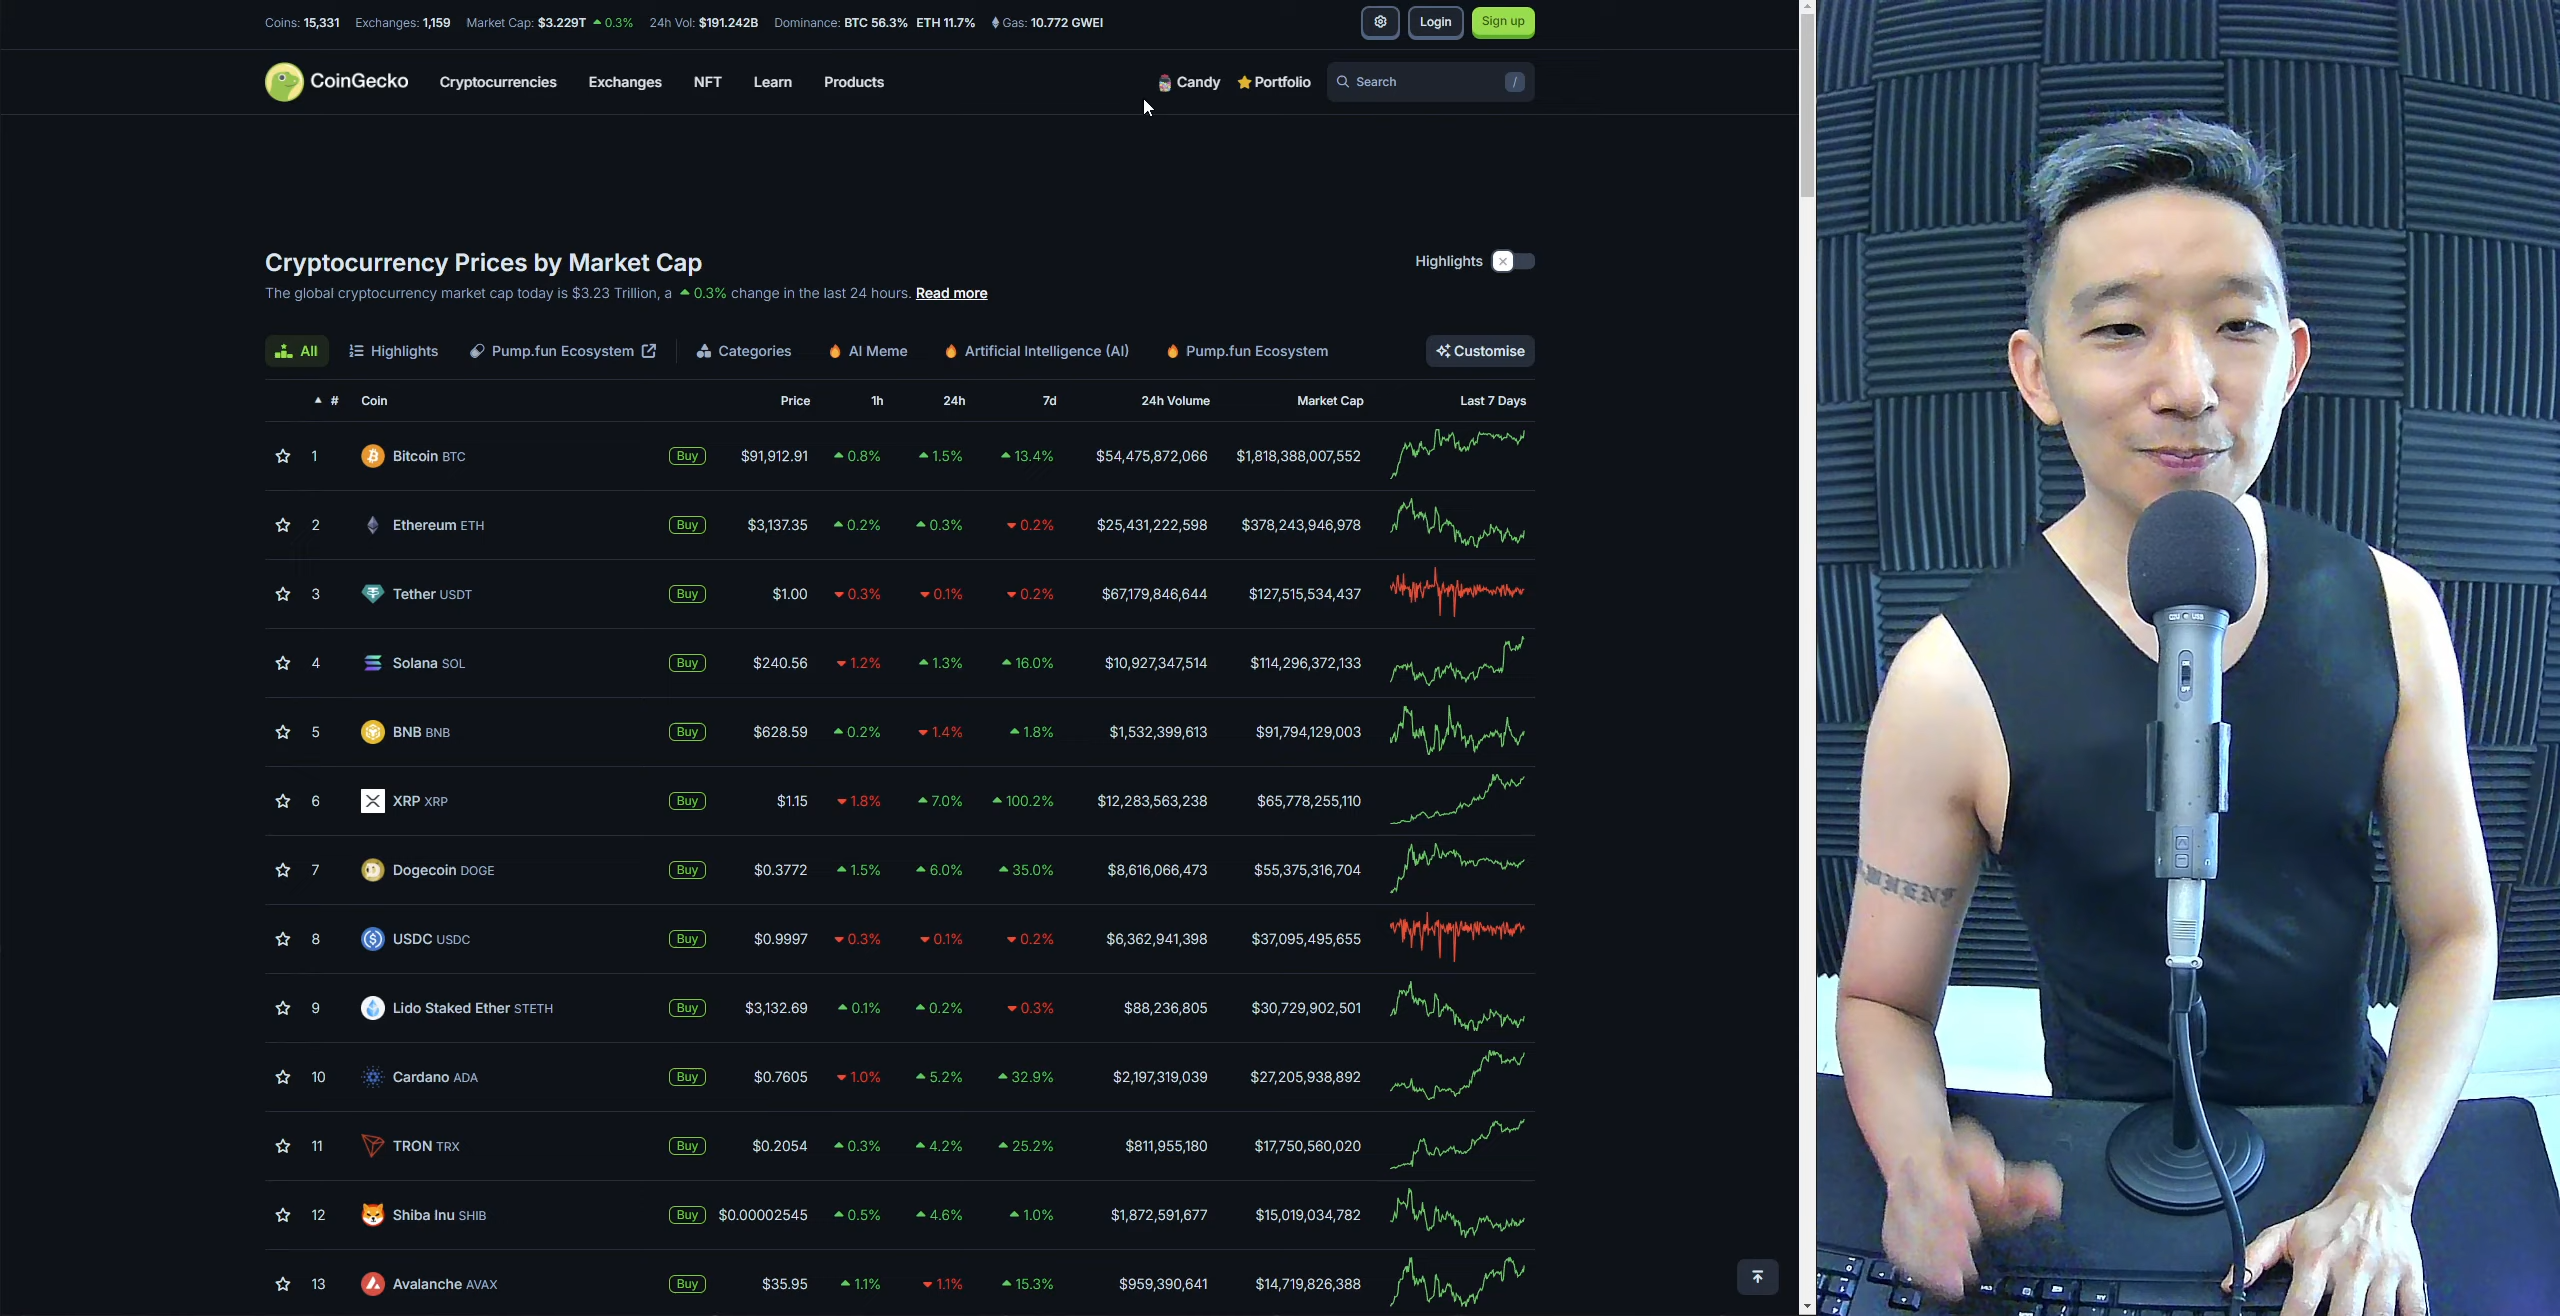 Coins: 15,331 Exchanges: 1,159 Market Cap: $3.229T 0.3% 24h Vol: $191.242B Dominance: BTC 56.3% ETH 11.7% Gas: 10.772 GWEI Login Sign up
CoinGecko Cryptocurrencies Exchanges NFT Learn Products Candy Portfolio Search /
Cryptocurrency Prices by Market Cap Highlights
The global cryptocurrency market cap today is $3.23 Trillion, a 0.3% change in the last 24 hours. Read more
All Highlights Pump.fun Ecosystem Categories AI Meme Artificial Intelligence (AI) Pump.fun Ecosystem Customise
# Coin Price 1h 24h 7d 24h Volume Market Cap Last 7 Days
1 Bitcoin BTC Buy $91,912.91 0.8% 1.5% 13.4% $54,475,872,066 $1,818,388,007,552
2 Ethereum ETH Buy $3,137.35 0.2% 0.3% 0.2% $25,431,222,598 $378,243,946,978
3 Tether USDT Buy $1.00 0.3% 0.1% 0.2% $67,179,846,644 $127,515,534,437
4 Solana SOL Buy $240.56 1.2% 1.3% 16.0% $10,927,347,514 $114,296,372,133
5 BNB BNB Buy $628.59 0.2% 1.4% 1.8% $1,532,399,613 $91,794,129,003
6 XRP XRP Buy $1.15 1.8% 7.0% 100.2% $12,283,563,238 $65,778,255,110
7 Dogecoin DOGE Buy $0.3772 1.5% 6.0% 35.0% $8,616,066,473 $55,375,316,704
8 USDC USDC Buy $0.9997 0.3% 0.1% 0.2% $6,362,941,398 $37,095,495,655
9 Lido Staked Ether STETH Buy $3,132.69 0.1% 0.2% 0.3% $88,236,805 $30,729,902,501
10 Cardano ADA Buy $0.7605 1.0% 5.2% 32.9% $2,197,319,039 $27,205,938,892
11 TRON TRX Buy $0.2054 0.3% 4.2% 25.2% $811,955,180 $17,750,560,020
12 Shiba Inu SHIB Buy $0.00002545 0.5% 4.6% 1.0% $1,872,591,677 $15,019,034,782
13 Avalanche AVAX Buy $35.95 1.1% 1.1% 15.3% $959,390,641 $14,719,826,388